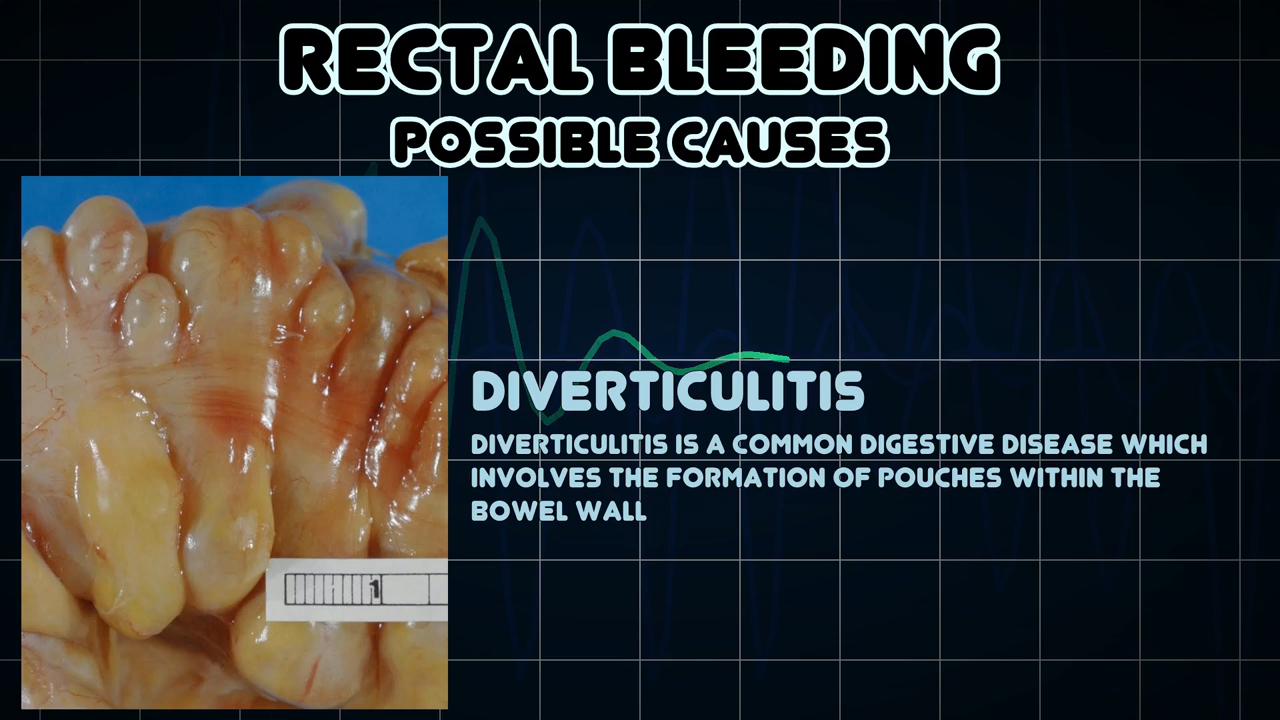 RECTAL BLEEDING
POSSIBLE CAUSES
DIVERTICULITIS
DIVERTICULITIS IS A COMMON DIGESTIVE DISEASE WHICH
INVOLVES THE FORMATION OF POUCHES WITHIN THE
BOWEL WALL
1